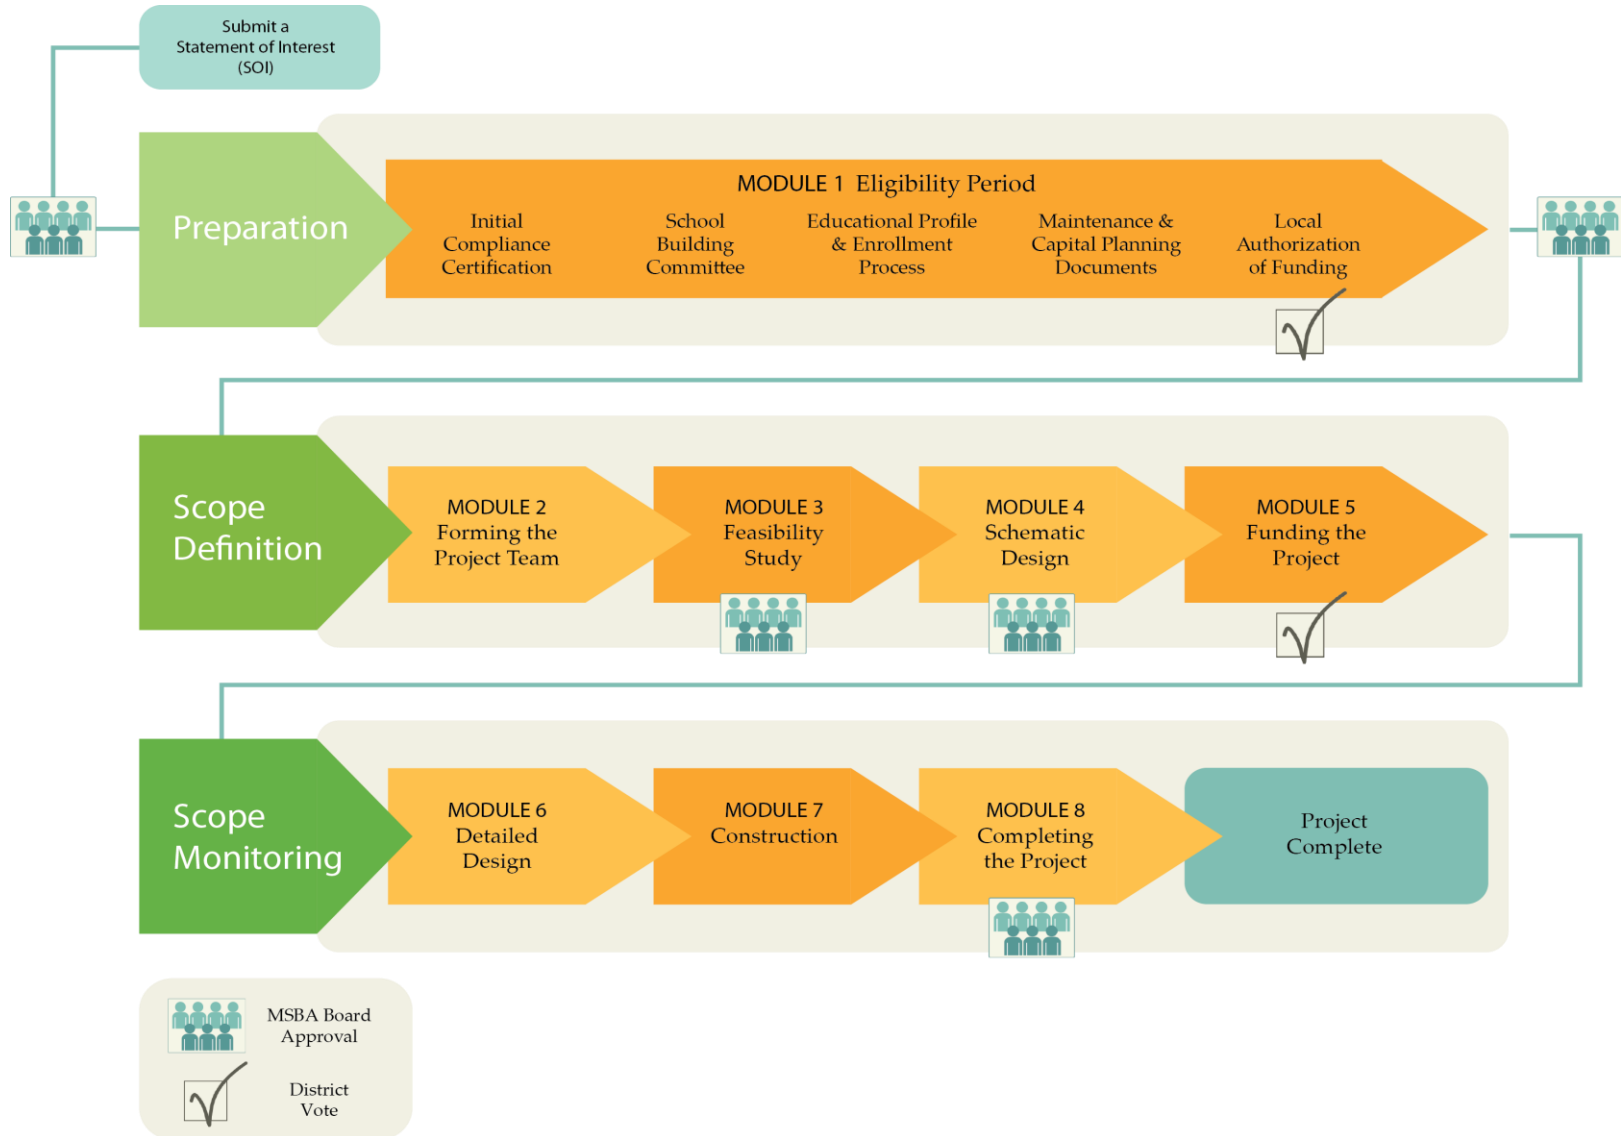 Submit a
Statement of Interest
(SOI)
Preparation
MODULE 1 Eligibility Period
Initial
Compliance
Certification
School
Building
Committee
Educational Profile
& Enrollment
Process
Maintenance &
Capital Planning
Documents
Local
Authorization
of Funding
Scope
Definition
MODULE 2
Forming the
Project Team
MODULE 3
Feasibility
Study
MODULE 4
Schematic
Design
MODULE 5
Funding the
Project
Scope
Monitoring
MODULE 6
Detailed
Design
MODULE 7
Construction
MODULE 8
Completing
the Project
Project
Complete
MSBA Board
Approval
District
Vote